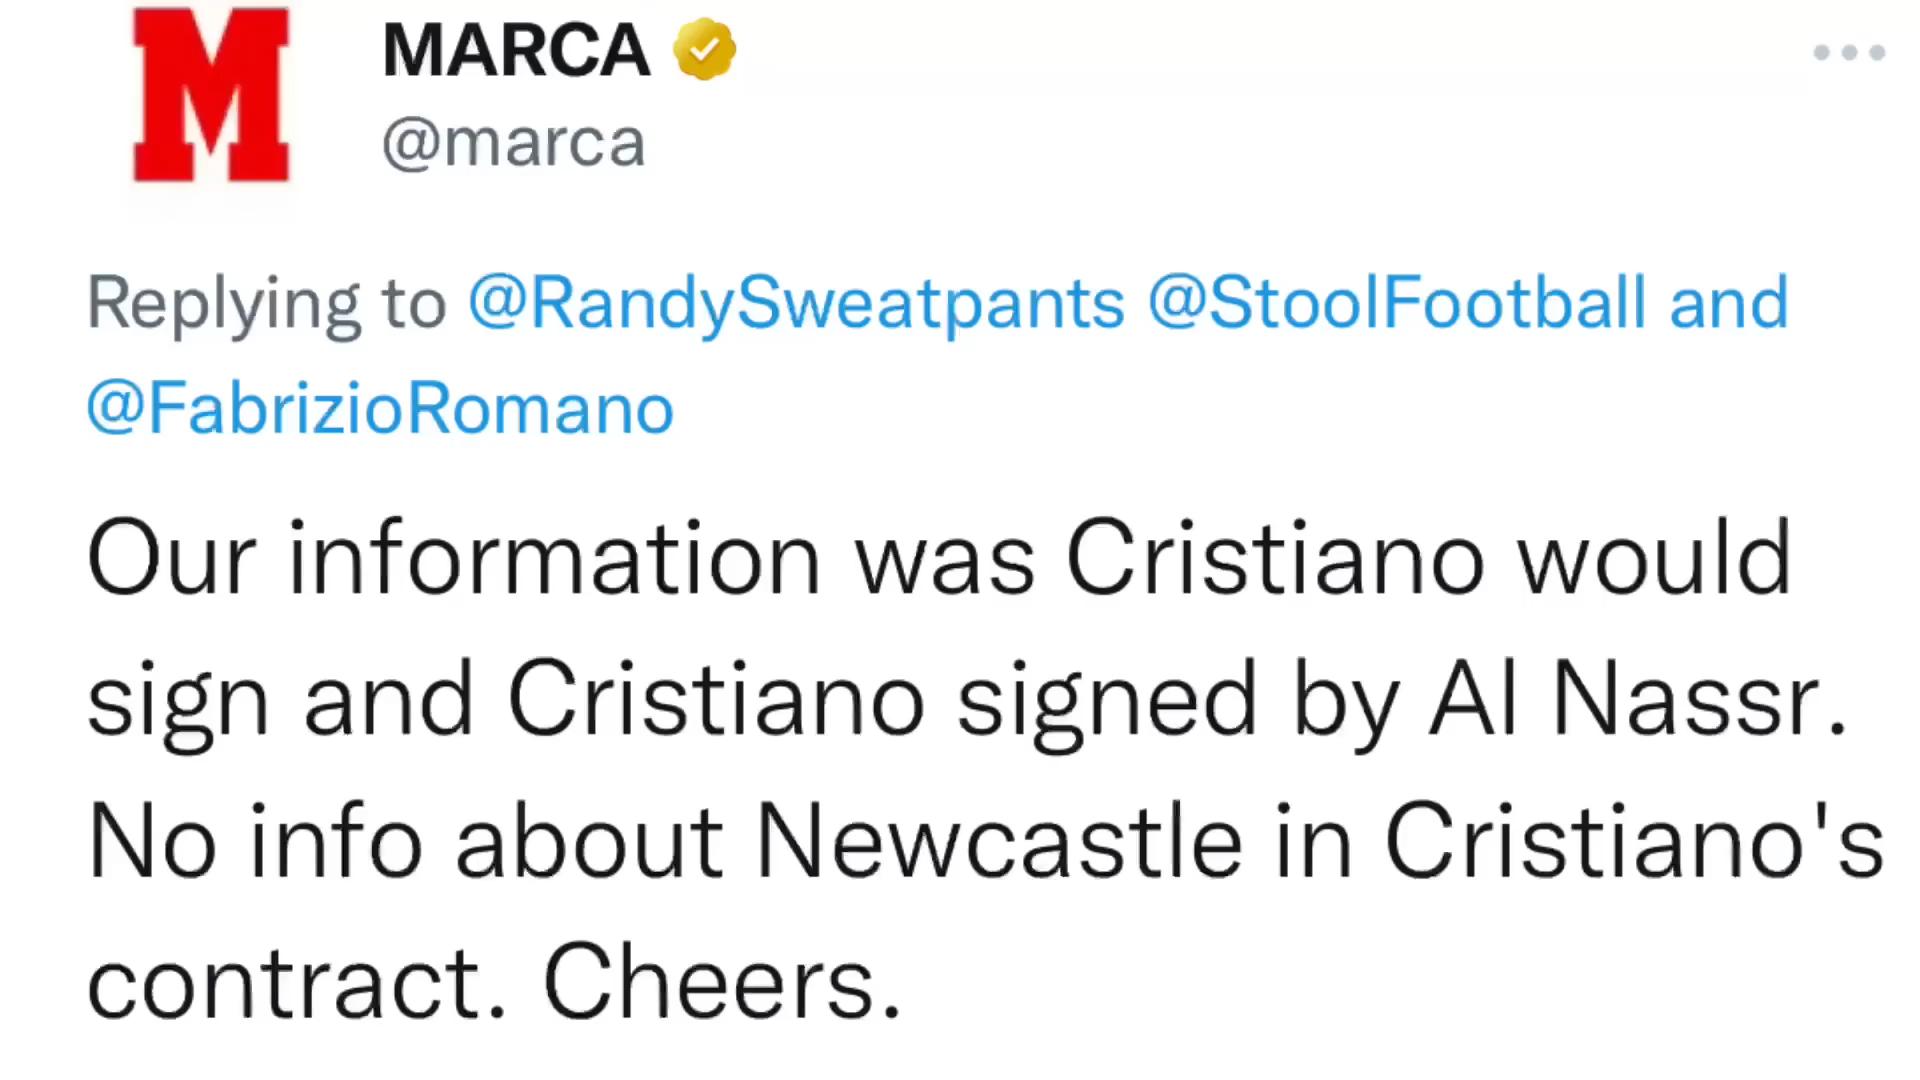 M
MARCA
@marca
Replying to @RandySweatpants @StoolFootball and
@FabrizioRomano
Our information was Cristiano would
sign and Cristiano signed by Al Nassr.
No info about Newcastle in Cristiano's
contract. Cheers.